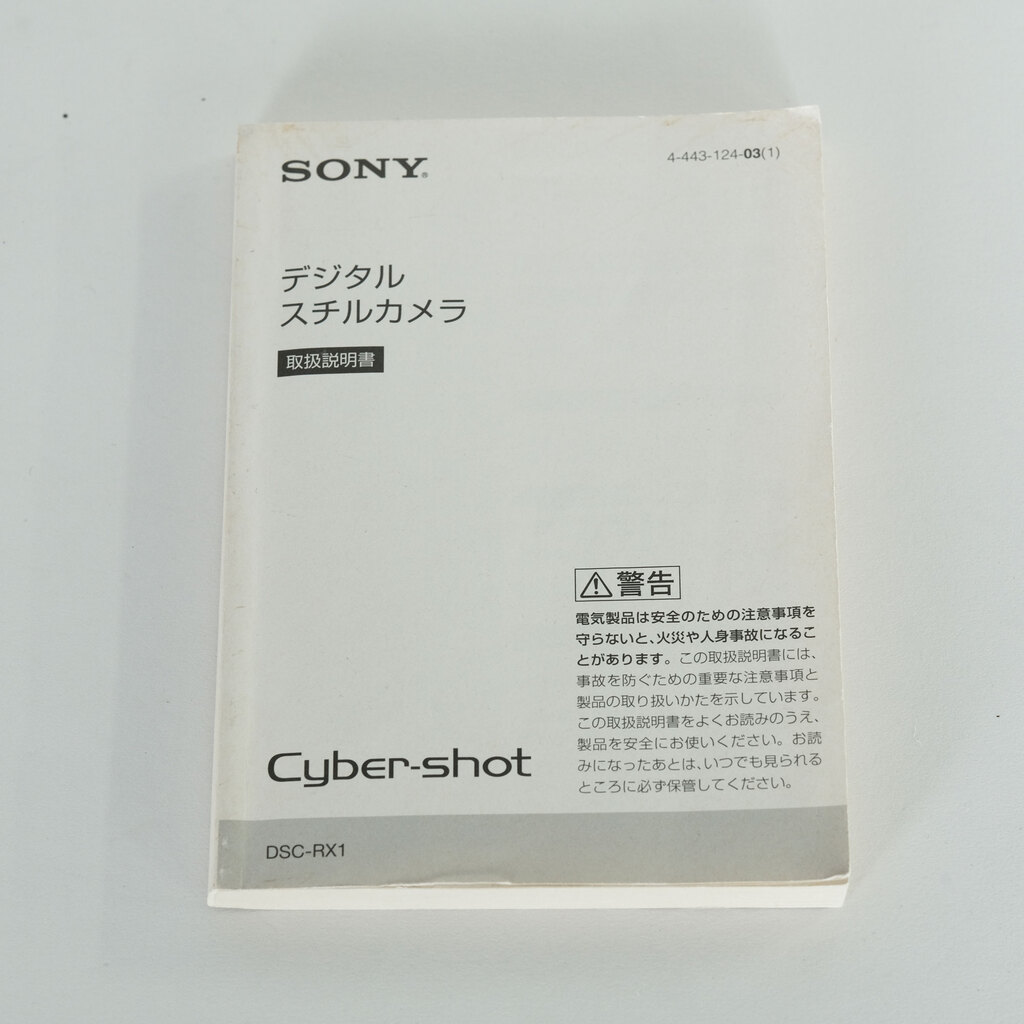 SONY®
4-443-124-03(1)
デジタル
スチルカメラ
取扱説明書
⚠警告
電気製品は安全のための注意事項を
守らないと、火災や人身事故になるこ
とがあります。この取扱説明書には、
事故を防ぐための重要な注意事項と
製品の取り扱いかたを示しています。
この取扱説明書をよくお読みのうえ、
製品を安全にお使いください。お読
みになったあとは、いつでも見られる
ところに必ず保管してください。
Cyber-shot
DSC-RX1